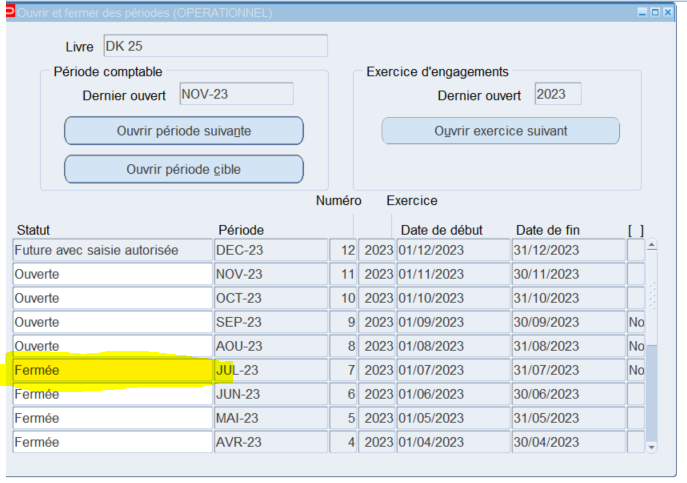 Ouvrir et fermer des périodes (OPERATIONNEL)
Livre DK 25
Période comptable
Dernier ouvert NOV-23
Ouvrir période suivante
Ouvrir période cible
Exercice d'engagements
Dernier ouvert 2023
Ouvrir exercice suivant
Numéro Exercice
Statut Période Date de début Date de fin [ ]
Future avec saisie autorisée DEC-23 12 2023 01/12/2023 31/12/2023
Ouverte NOV-23 11 2023 01/11/2023 30/11/2023
Ouverte OCT-23 10 2023 01/10/2023 31/10/2023
Ouverte SEP-23 9 2023 01/09/2023 30/09/2023 No
Ouverte AOU-23 8 2023 01/08/2023 31/08/2023 No
Fermée JUL-23 7 2023 01/07/2023 31/07/2023 No
Fermée JUN-23 6 2023 01/06/2023 30/06/2023
Fermée MAI-23 5 2023 01/05/2023 31/05/2023
Fermée AVR-23 4 2023 01/04/2023 30/04/2023